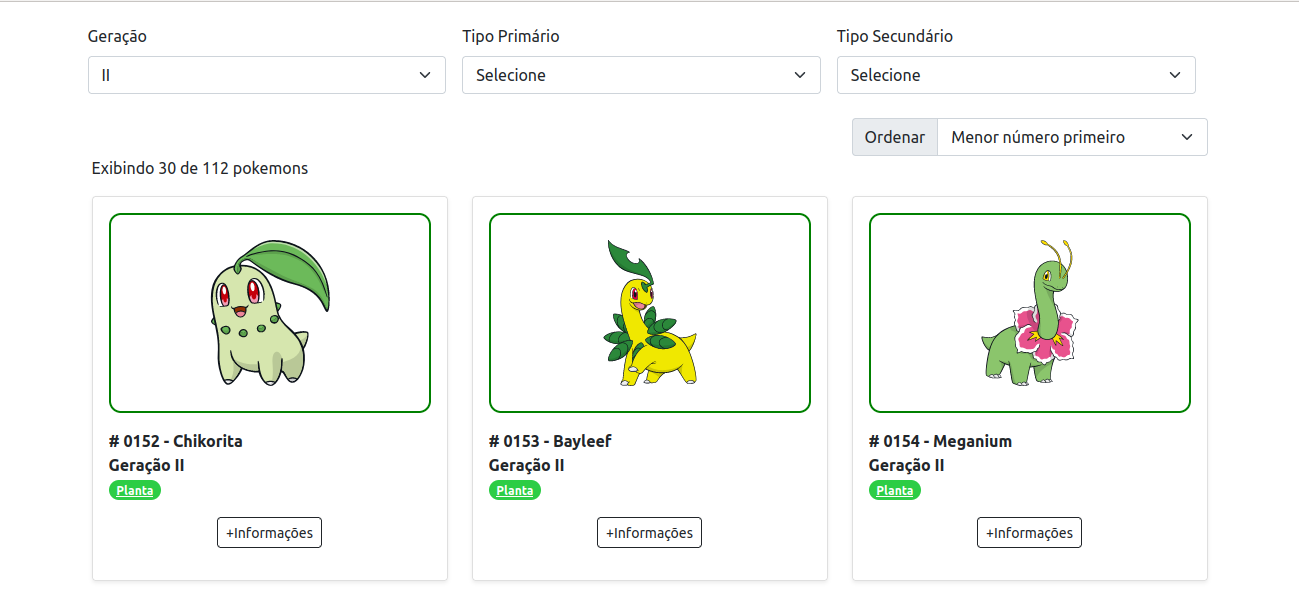 Geração Tipo Primário Tipo Secundário
II Selecione Selecione
Ordenar Menor número primeiro
Exibindo 30 de 112 pokemons
# 0152 - Chikorita
Geração II
Planta
+Informações
# 0153 - Bayleef
Geração II
Planta
+Informações
# 0154 - Meganium
Geração II
Planta
+Informações